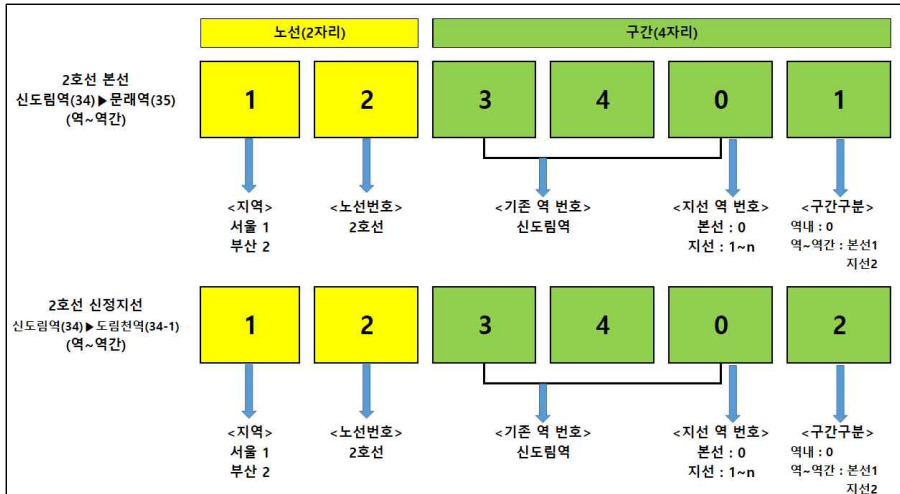 노선(2자리)
구간(4자리)
2호선 본선
신도림역(34)▶문래역(35)
(역~역간)
1
2
3
4
0
1
<지역>
서울 1
부산 2
<노선번호>
2호선
<기존 역 번호>
신도림역
<지선 역 번호>
본선 : 0
지선 : 1~n
<구간구분>
역내 : 0
역~역간 : 본선1
지선2
2호선 신정지선
신도림역(34)▶도림천역(34-1)
(역~역간)
1
2
3
4
0
2
<지역>
서울 1
부산 2
<노선번호>
2호선
<기존 역 번호>
신도림역
<지선 역 번호>
본선 : 0
지선 : 1~n
<구간구분>
역내 : 0
역~역간 : 본선1
지선2